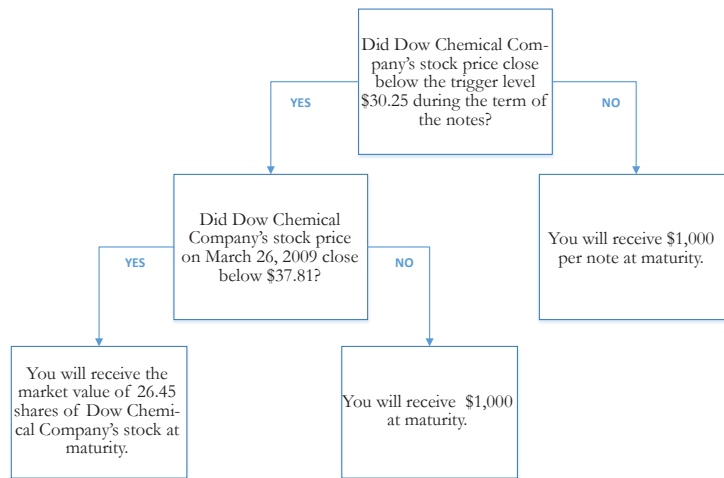 Did Dow Chemical Com-
pany's stock price close
below the trigger level
$30.25 during the term of
the notes?
YES
NO
Did Dow Chemical
Company's stock price
on March 26, 2009 close
below $37.81?
You will receive $1,000
per note at maturity.
YES
NO
You will receive the
market value of 26.45
shares of Dow Chemi-
cal Company's stock at
maturity.
You will receive $1,000
at maturity.